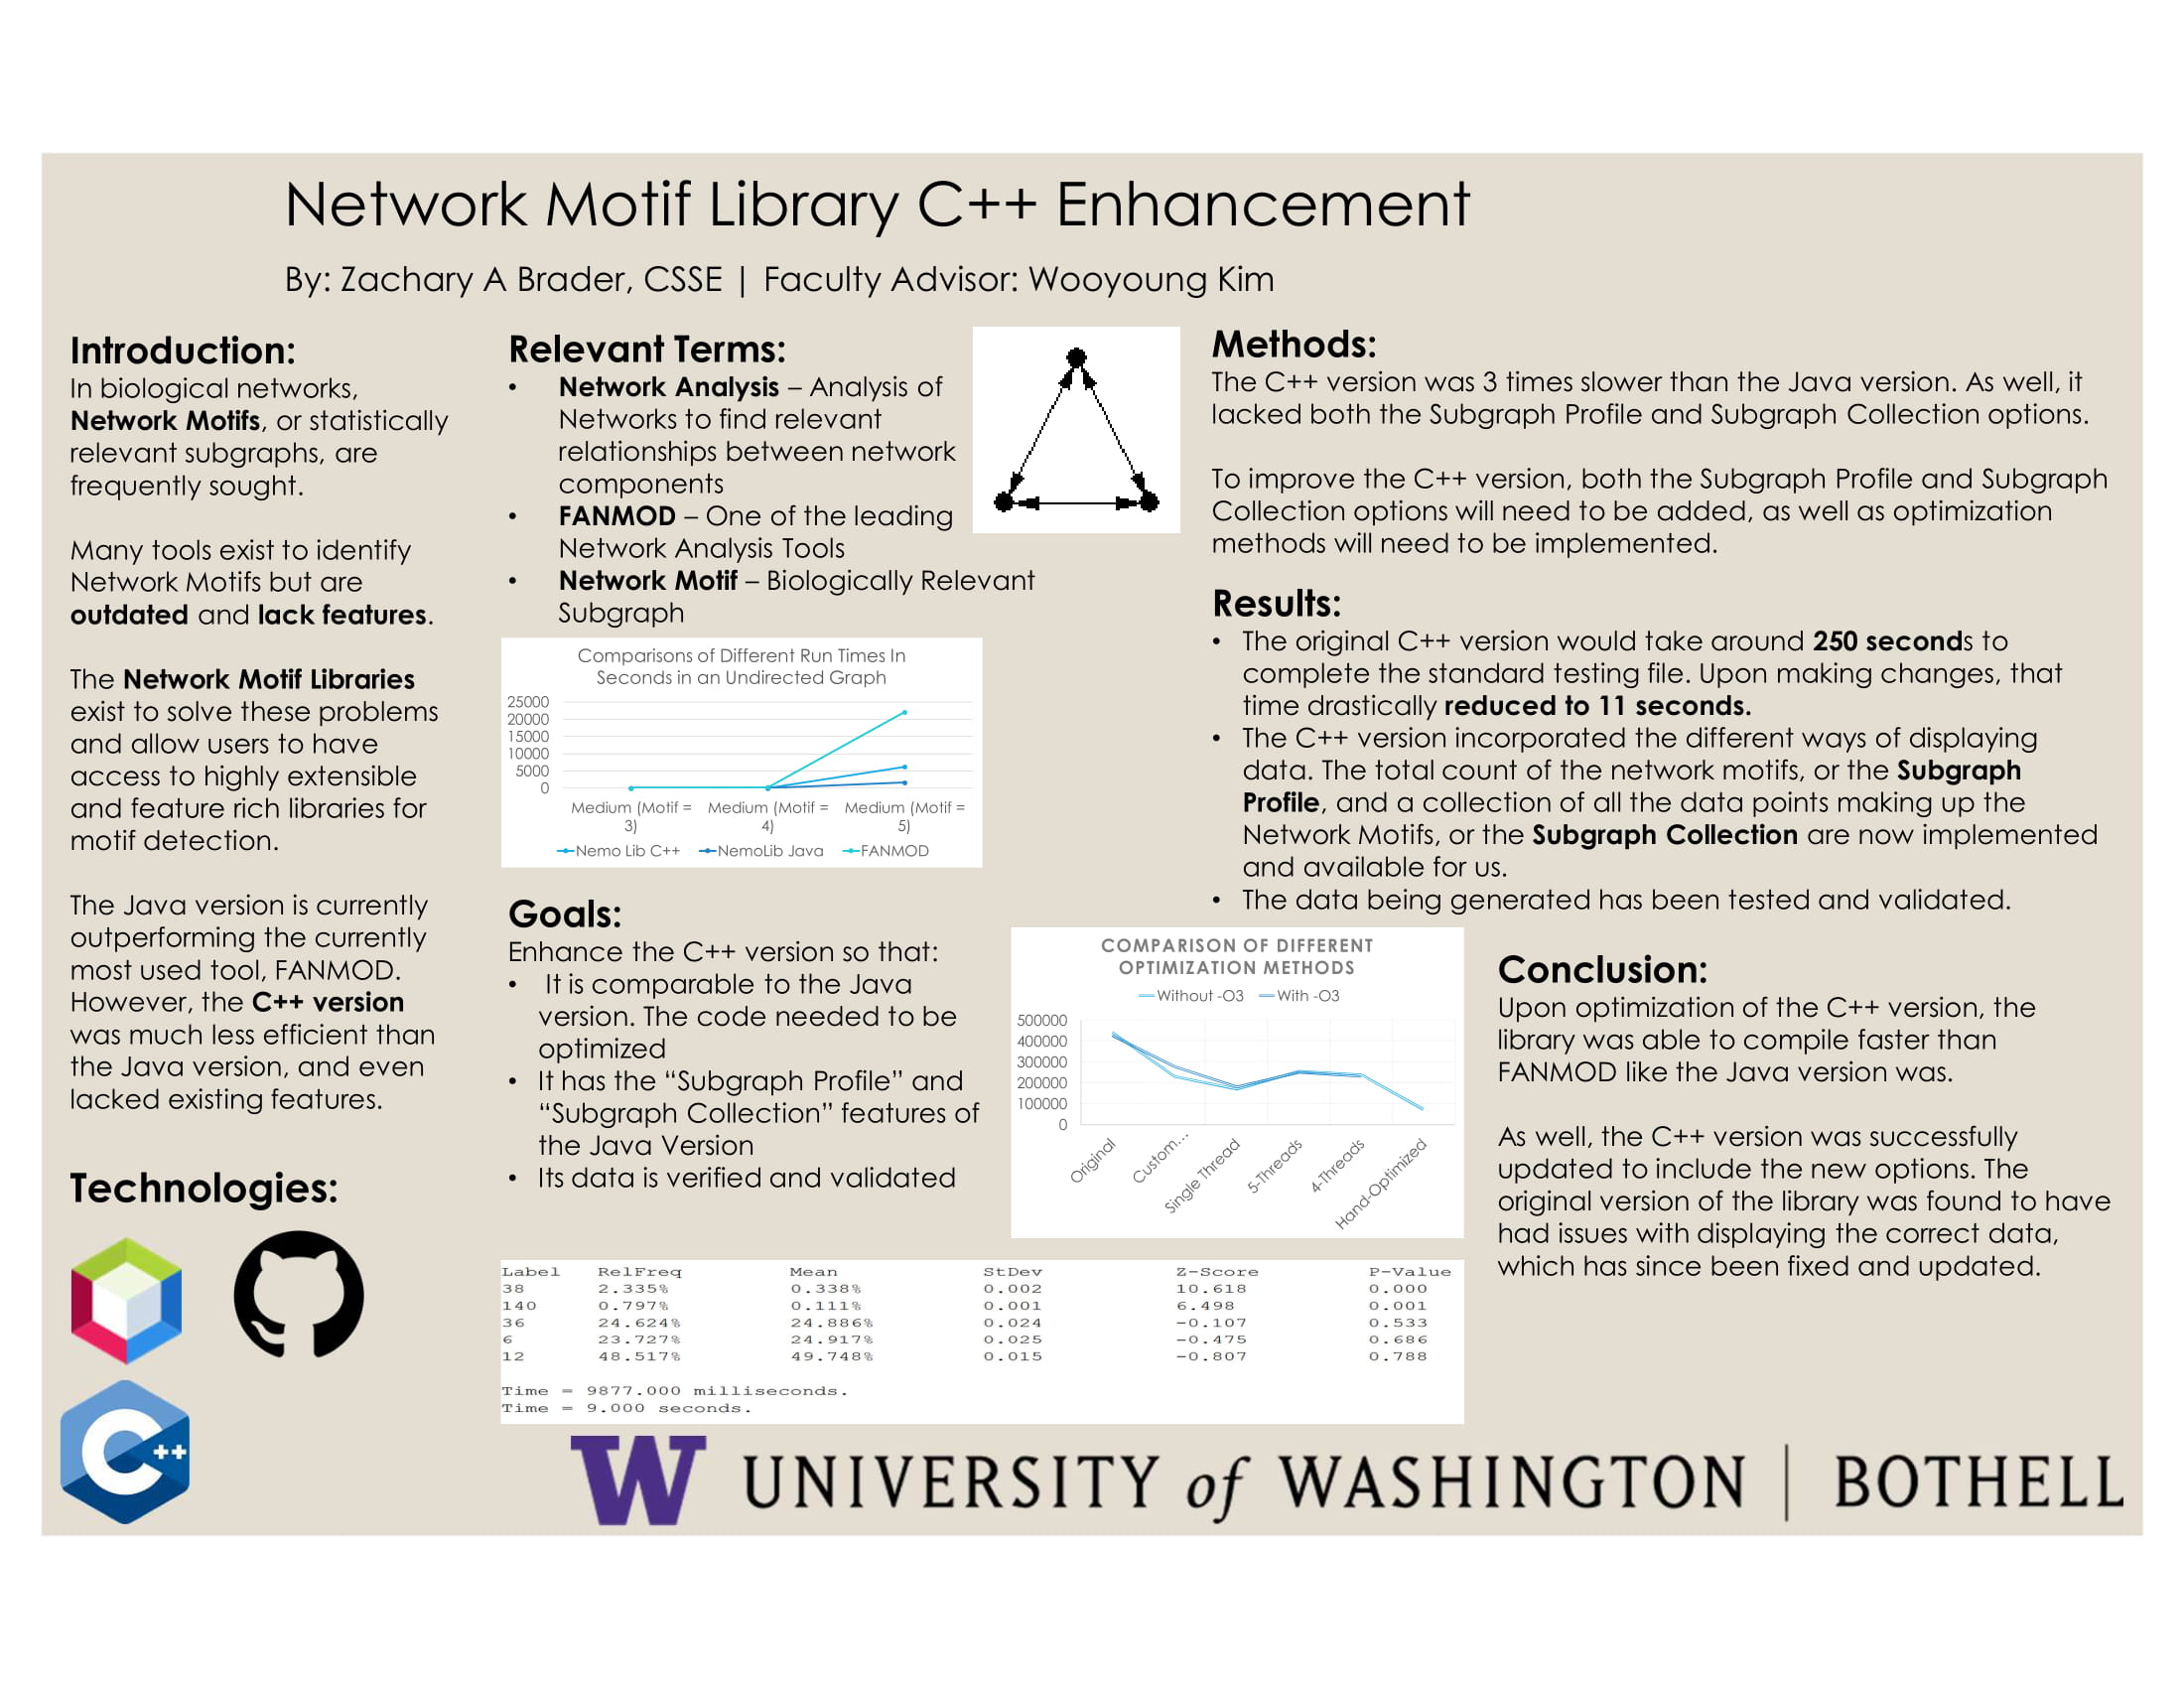 Network Motif Library C++ Enhancement
By: Zachary A Brader, CSSE | Faculty Advisor: Wooyoung Kim
Introduction:
In biological networks,
Network Motifs, or statistically
relevant subgraphs, are
frequently sought.
Many tools exist to identify
Network Motifs but are
outdated and lack features.
The Network Motif Libraries
exist to solve these problems
and allow users to have
access to highly extensible
and feature rich libraries for
motif detection.
The Java version is currently
outperforming the currently
most used tool, FANMOD.
However, the C++ version
was much less efficient than
the Java version, and even
lacked existing features.
Technologies:
C++
Relevant Terms:
• Network Analysis – Analysis of
Networks to find relevant
relationships between network
components
• FANMOD – One of the leading
Network Analysis Tools
• Network Motif – Biologically Relevant
Subgraph
Comparisons of Different Run Times In
Seconds in an Undirected Graph
25000
20000
15000
10000
5000
0
Medium (Motif = 3)
Medium (Motif = 4)
Medium (Motif = 5)
Nemo Lib C++ NemoLib Java FANMOD
Goals:
Enhance the C++ version so that:
• It is comparable to the Java
version. The code needed to be
optimized
• It has the “Subgraph Profile” and
“Subgraph Collection” features of
the Java Version
• Its data is verified and validated
Methods:
The C++ version was 3 times slower than the Java version. As well, it
lacked both the Subgraph Profile and Subgraph Collection options.
To improve the C++ version, both the Subgraph Profile and Subgraph
Collection options will need to be added, as well as optimization
methods will need to be implemented.
Results:
• The original C++ version would take around 250 seconds to
complete the standard testing file. Upon making changes, that
time drastically reduced to 11 seconds.
• The C++ version incorporated the different ways of displaying
data. The total count of the network motifs, or the Subgraph
Profile, and a collection of all the data points making up the
Network Motifs, or the Subgraph Collection are now implemented
and available for us.
• The data being generated has been tested and validated.
COMPARISON OF DIFFERENT
OPTIMIZATION METHODS
Without -O3 With -O3
500000
400000
300000
200000
100000
0
Original
Custom...
Single Thread
5-Threads
4-Threads
Hand-Optimized
Conclusion:
Upon optimization of the C++ version, the
library was able to compile faster than
FANMOD like the Java version was.
As well, the C++ version was successfully
updated to include the new options. The
original version of the library was found to have
had issues with displaying the correct data,
which has since been fixed and updated.
Label RelFreq Mean StDev Z-Score P-Value
38 2.335% 0.338% 0.002 10.618 0.000
140 0.797% 0.111% 0.001 6.498 0.001
36 24.624% 24.886% 0.024 -0.107 0.533
6 23.727% 24.917% 0.025 -0.475 0.686
12 48.517% 49.748% 0.015 -0.807 0.788
Time = 9877.000 milliseconds.
Time = 9.000 seconds.
W UNIVERSITY of WASHINGTON | BOTHELL